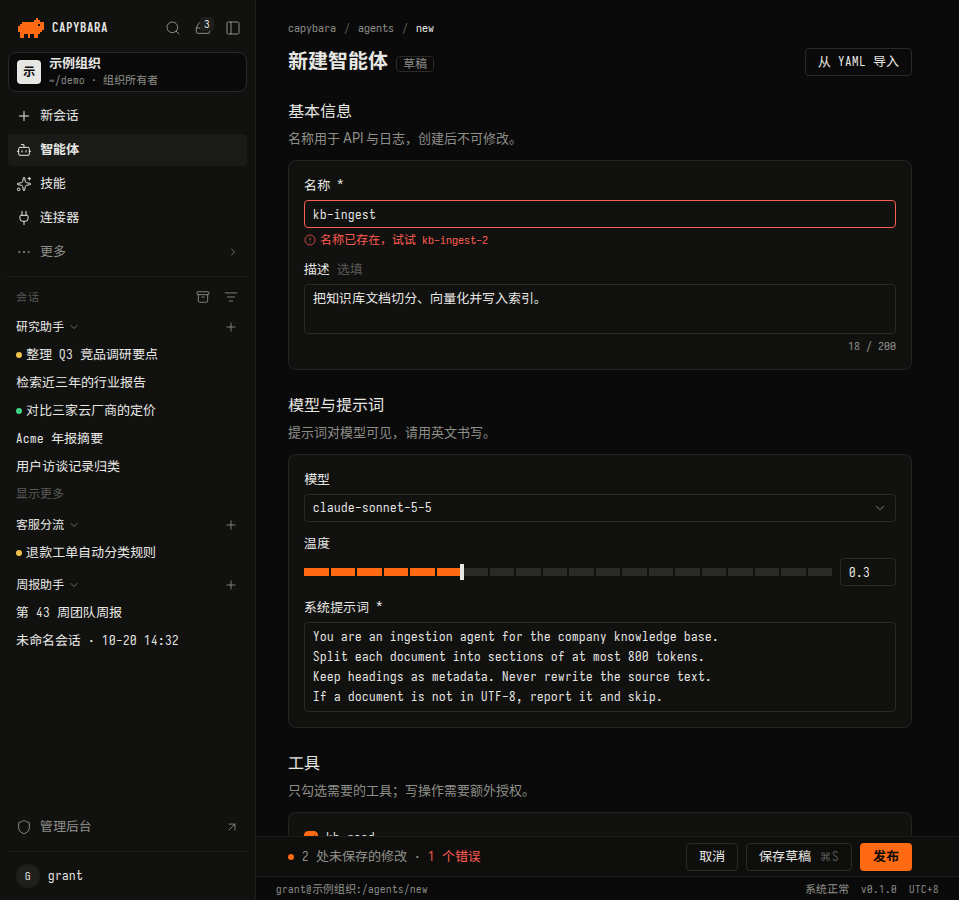 CAPYBARA
3
示
示例组织
~/demo · 组织所有者
新会话
智能体
技能
连接器
更多
会话
研究助手
整理 Q3 竞品调研要点
检索近三年的行业报告
对比三家云厂商的定价
Acme 年报摘要
用户访谈记录归类
显示更多
客服分流
退款工单自动分类规则
周报助手
第 43 周团队周报
未命名会话 · 10-20 14:32
管理后台
G
grant
capybara / agents / new
新建智能体 草稿
从 YAML 导入
基本信息
名称用于 API 与日志，创建后不可修改。
名称 *
kb-ingest
名称已存在，试试 kb-ingest-2
描述 选填
把知识库文档切分、向量化并写入索引。
18 / 200
模型与提示词
提示词对模型可见，请用英文书写。
模型
claude-sonnet-5-5
温度
0.3
系统提示词 *
You are an ingestion agent for the company knowledge base.
Split each document into sections of at most 800 tokens.
Keep headings as metadata. Never rewrite the source text.
If a document is not in UTF-8, report it and skip.
工具
只勾选需要的工具；写操作需要额外授权。
kb-read
2 处未保存的修改 · 1 个错误
取消
保存草稿 ⌘S
发布
grant@示例组织:/agents/new
系统正常 v0.1.0 UTC+8